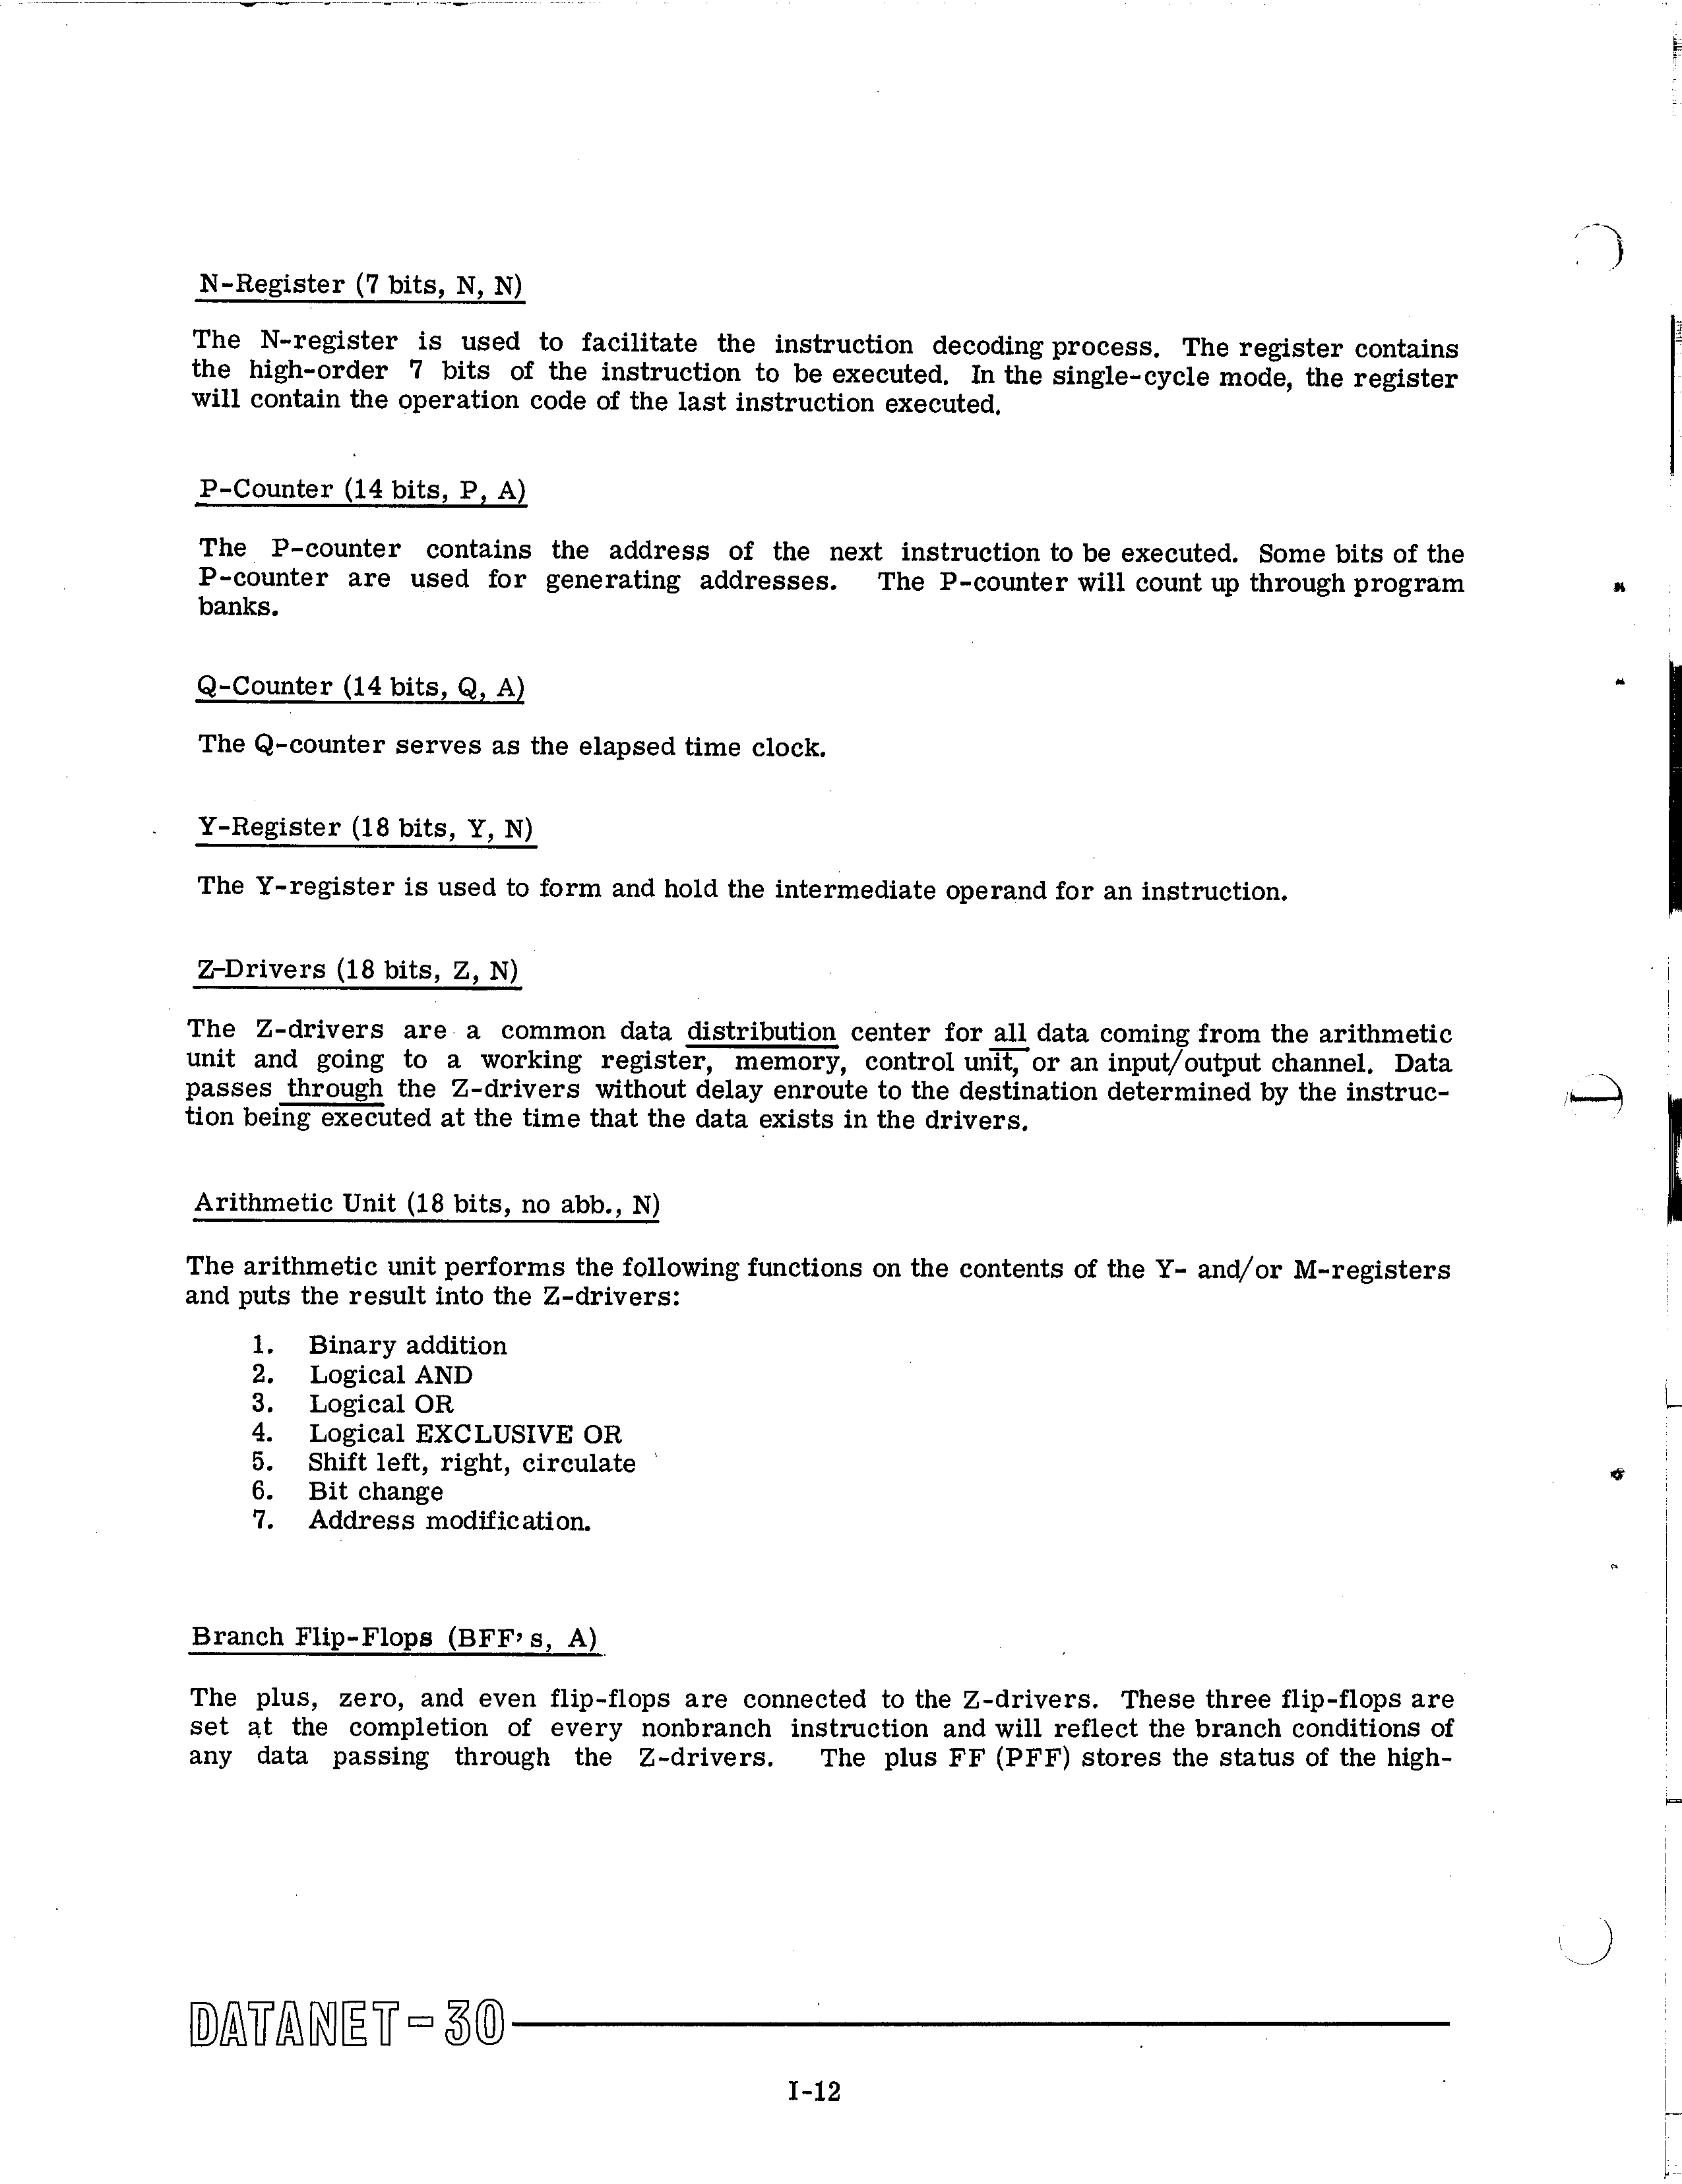 N-Register (7 bits, N, N)
The N-register is used to facilitate the instruction decoding process. The register contains
the high-order 7 bits of the instruction to be executed. In the single-cycle mode, the register
will contain the operation code of the last instruction executed.
P-Counter (14 bits, P, A)
The P-counter contains the address of the next instruction to be executed. Some bits of the
P-counter are used for generating addresses. The P-counter will count up through program
banks.
Q-Counter (14 bits, Q, A)
The Q-counter serves as the elapsed time clock.
Y-Register (18 bits, Y, N)
The Y-register is used to form and hold the intermediate operand for an instruction.
Z-Drivers (18 bits, Z, N)
The Z-drivers are a common data distribution center for all data coming from the arithmetic
unit and going to a working register, memory, control unit, or an input/output channel. Data
passes through the Z-drivers without delay enroute to the destination determined by the instruc-
tion being executed at the time that the data exists in the drivers.
Arithmetic Unit (18 bits, no abb., N)
The arithmetic unit performs the following functions on the contents of the Y- and/or M-registers
and puts the result into the Z-drivers:
1. Binary addition
2. Logical AND
3. Logical OR
4. Logical EXCLUSIVE OR
5. Shift left, right, circulate
6. Bit change
7. Address modification.
Branch Flip-Flops (BFF's, A)
The plus, zero, and even flip-flops are connected to the Z-drivers. These three flip-flops are
set at the completion of every nonbranch instruction and will reflect the branch conditions of
any data passing through the Z-drivers. The plus FF (PFF) stores the status of the high-
DATANET-30
I-12